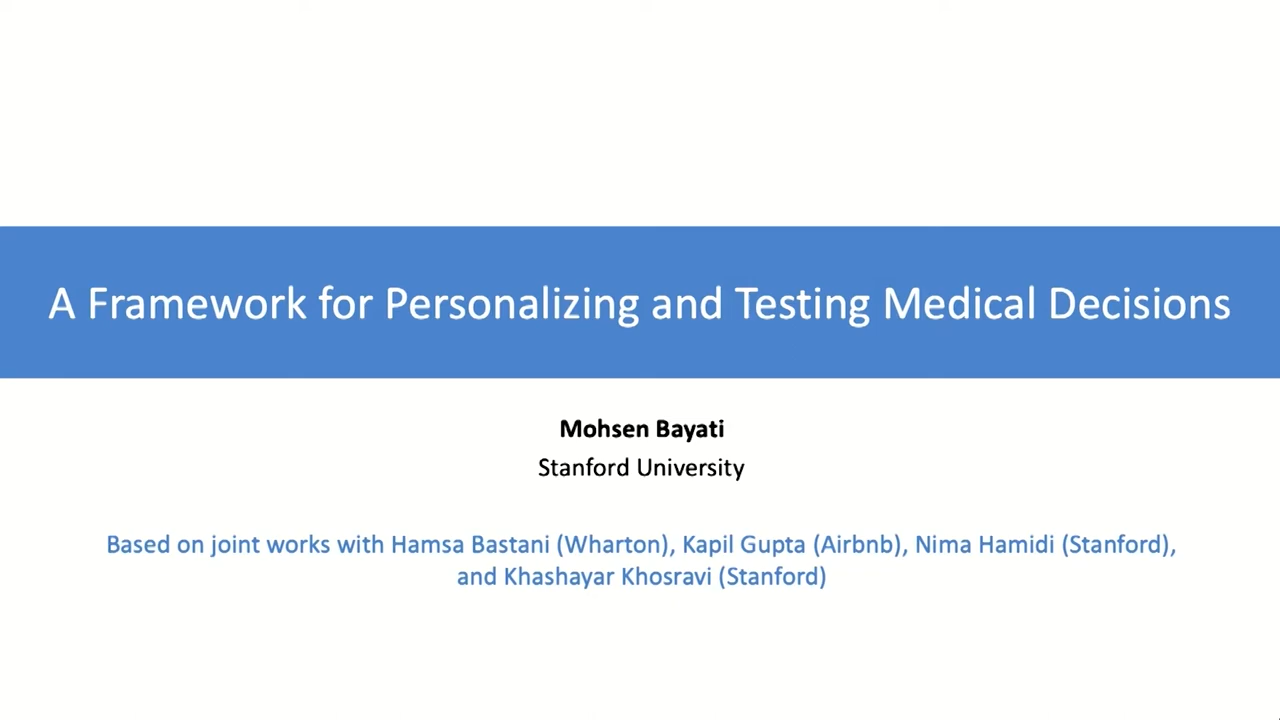 A Framework for Personalizing and Testing Medical Decisions
Mohsen Bayati
Stanford University
Based on joint works with Hamsa Bastani (Wharton), Kapil Gupta (Airbnb), Nima Hamidi (Stanford),
and Khashayar Khosravi (Stanford)